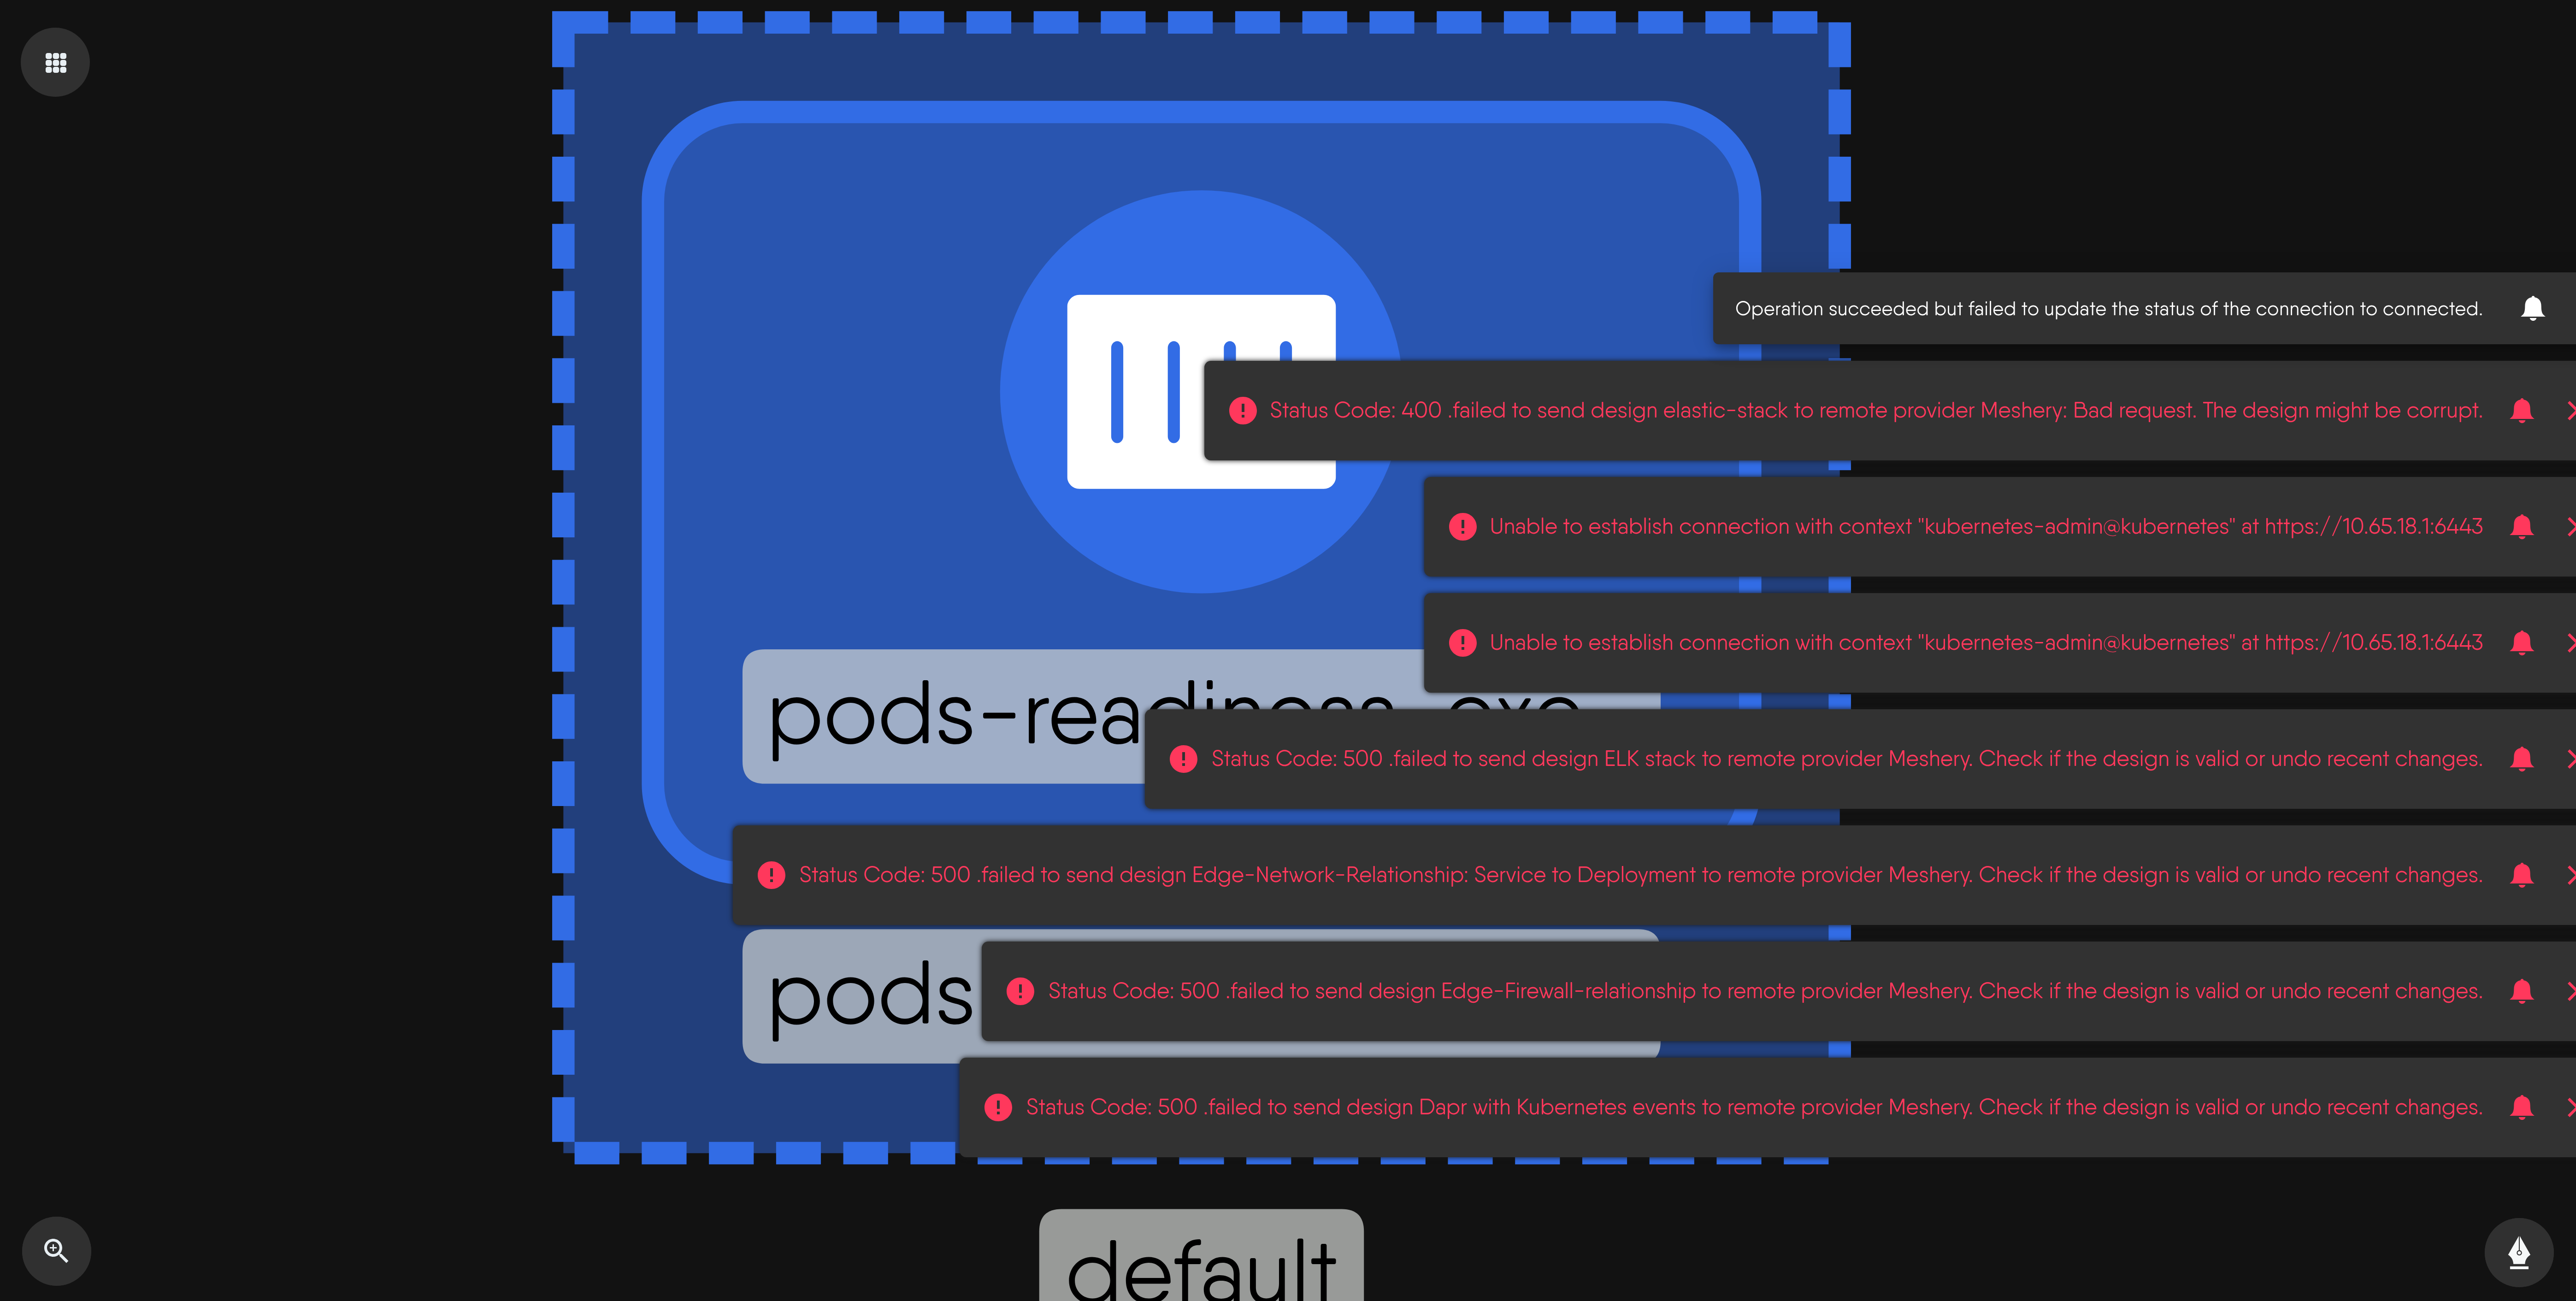 Operation succeeded but failed to update the status of the connection to connected.
Status Code: 400 .failed to send design elastic-stack to remote provider Meshery: Bad request. The design might be corrupt.
Unable to establish connection with context "kubernetes-admin@kubernetes" at https://10.65.18.1:6443
Unable to establish connection with context "kubernetes-admin@kubernetes" at https://10.65.18.1:6443
pods-readiness-exe...
Status Code: 500 .failed to send design ELK stack to remote provider Meshery. Check if the design is valid or undo recent changes.
Status Code: 500 .failed to send design Edge-Network-Relationship: Service to Deployment to remote provider Meshery. Check if the design is valid or undo recent changes.
pods
Status Code: 500 .failed to send design Edge-Firewall-relationship to remote provider Meshery. Check if the design is valid or undo recent changes.
Status Code: 500 .failed to send design Dapr with Kubernetes events to remote provider Meshery. Check if the design is valid or undo recent changes.
default